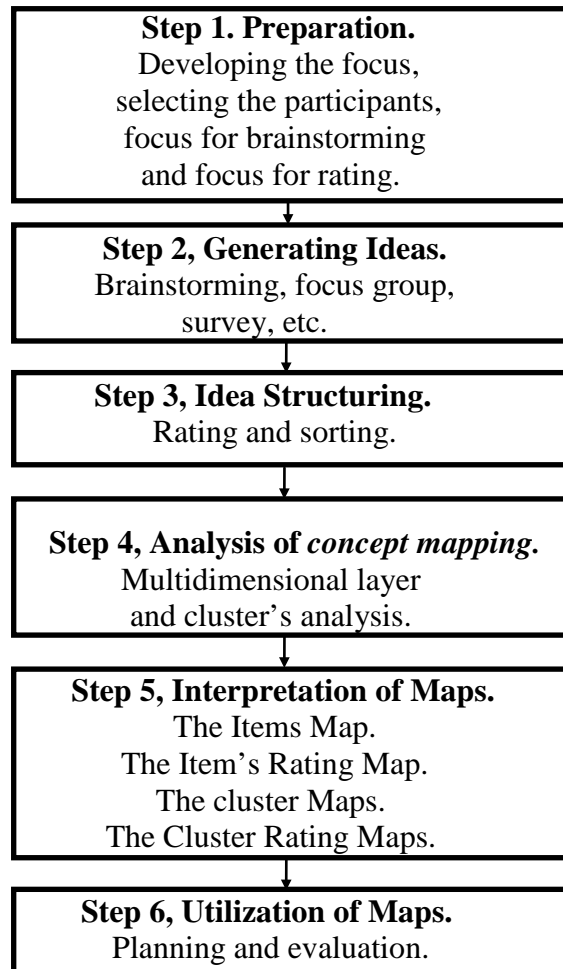 Step 1. Preparation.
Developing the focus,
selecting the participants,
focus for brainstorming
and focus for rating.
Step 2, Generating Ideas.
Brainstorming, focus group,
survey, etc.
Step 3, Idea Structuring.
Rating and sorting.
Step 4, Analysis of concept mapping.
Multidimensional layer
and cluster’s analysis.
Step 5, Interpretation of Maps.
The Items Map.
The Item’s Rating Map.
The cluster Maps.
The Cluster Rating Maps.
Step 6, Utilization of Maps.
Planning and evaluation.